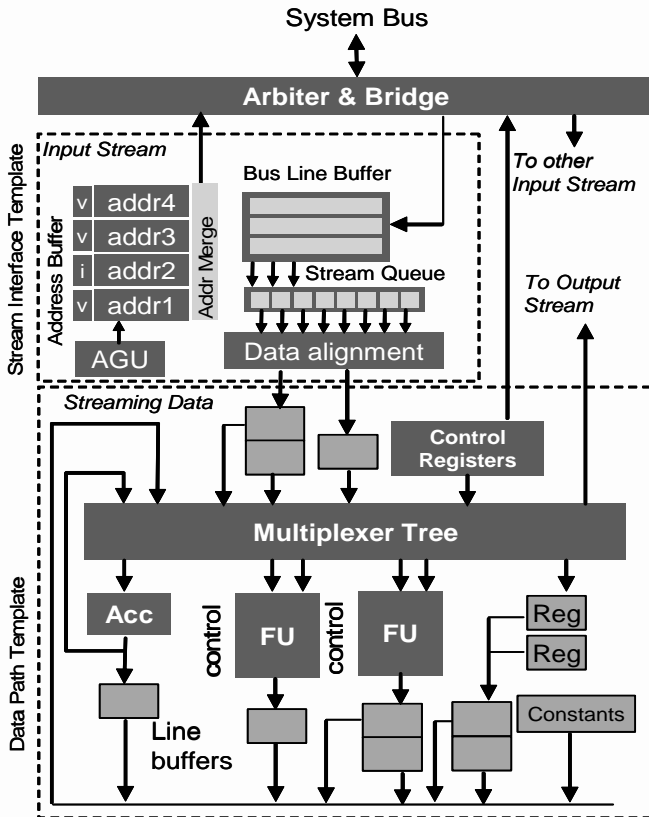 System Bus
Arbiter & Bridge
Stream Interface Template
Input Stream
To other
Input Stream
Bus Line Buffer
Address Buffer
v addr4
v addr3
i addr2
v addr1
Addr Merge
Stream Queue
To Output
Stream
AGU
Data alignment
Data Path Template
Streaming Data
Control
Registers
Multiplexer Tree
Acc
control
FU
control
FU
Reg
Reg
Line
buffers
Constants